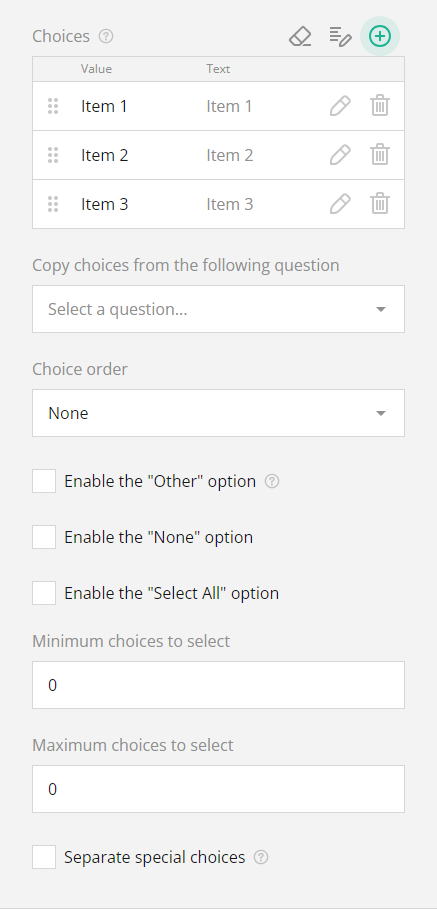 Choices
Value Text
Item 1 Item 1
Item 2 Item 2
Item 3 Item 3
Copy choices from the following question
Select a question...
Choice order
None
Enable the "Other" option
Enable the "None" option
Enable the "Select All" option
Minimum choices to select
0
Maximum choices to select
0
Separate special choices